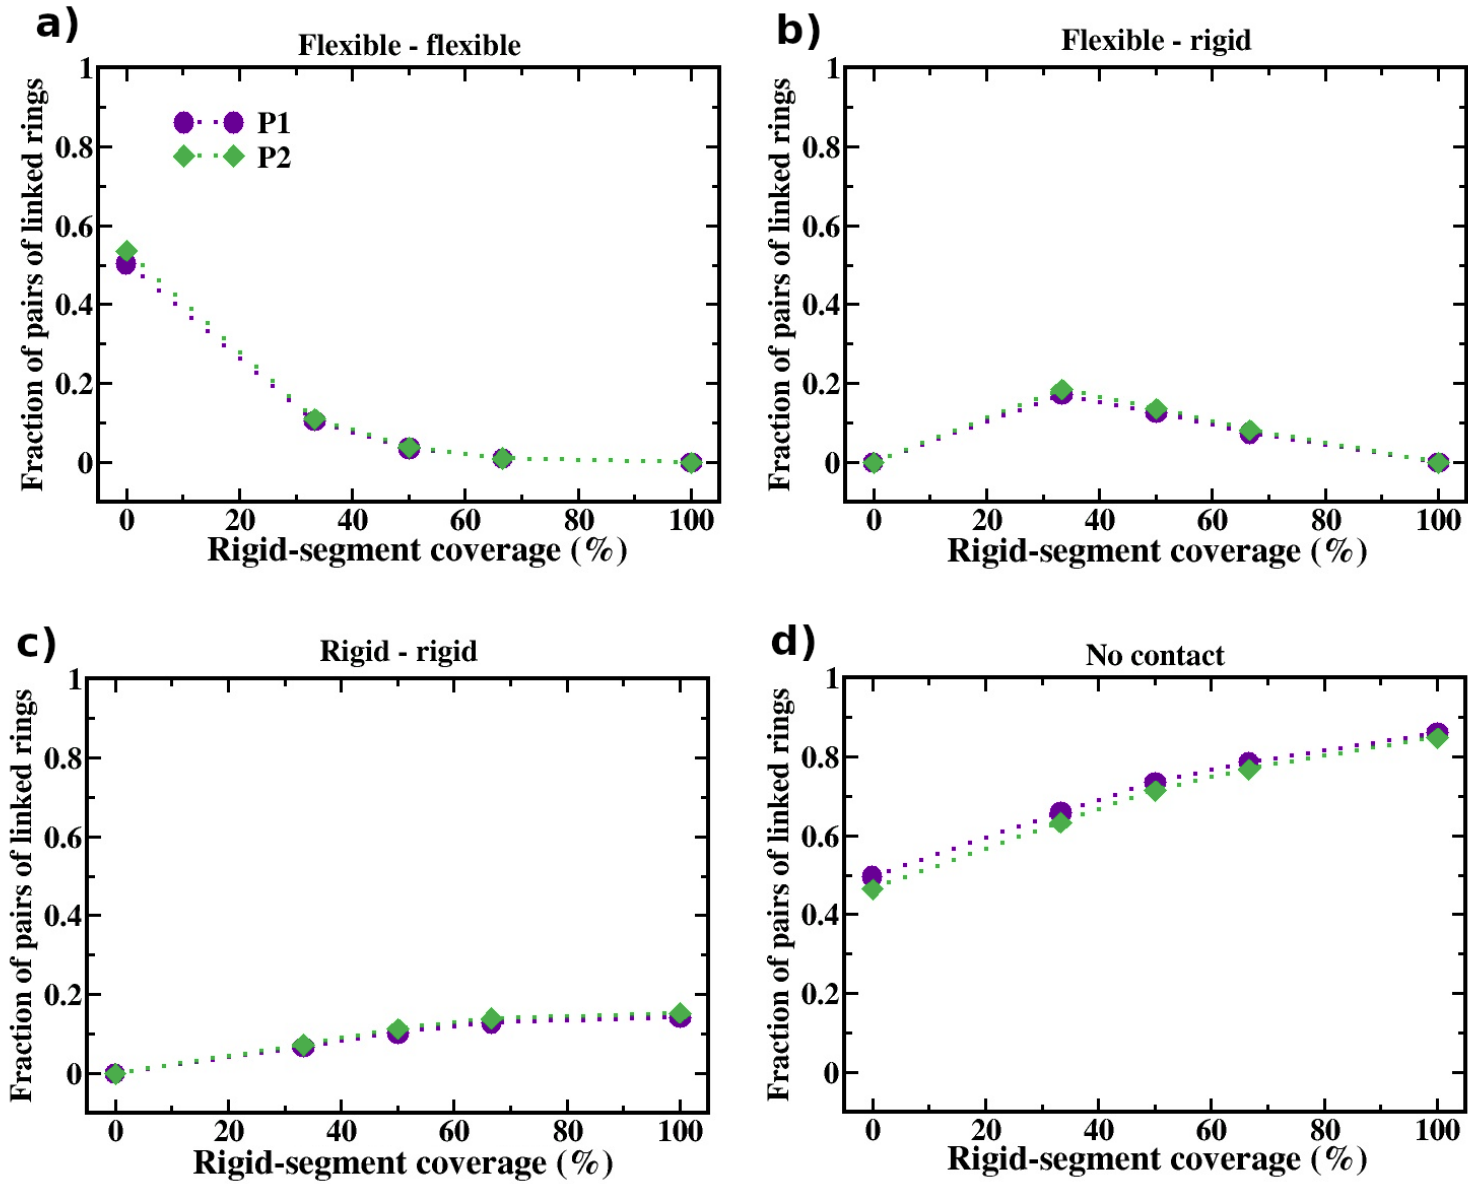 a)
Flexible - flexible
Fraction of pairs of linked rings
1
0.8
0.6
0.4
0.2
0
P1
P2
0 20 40 60 80 100
Rigid-segment coverage (%)
b)
Flexible - rigid
Fraction of pairs of linked rings
1
0.8
0.6
0.4
0.2
0
0 20 40 60 80 100
Rigid-segment coverage (%)
c)
Rigid - rigid
Fraction of pairs of linked rings
1
0.8
0.6
0.4
0.2
0
0 20 40 60 80 100
Rigid-segment coverage (%)
d)
No contact
Fraction of pairs of linked rings
1
0.8
0.6
0.4
0.2
0
0 20 40 60 80 100
Rigid-segment coverage (%)